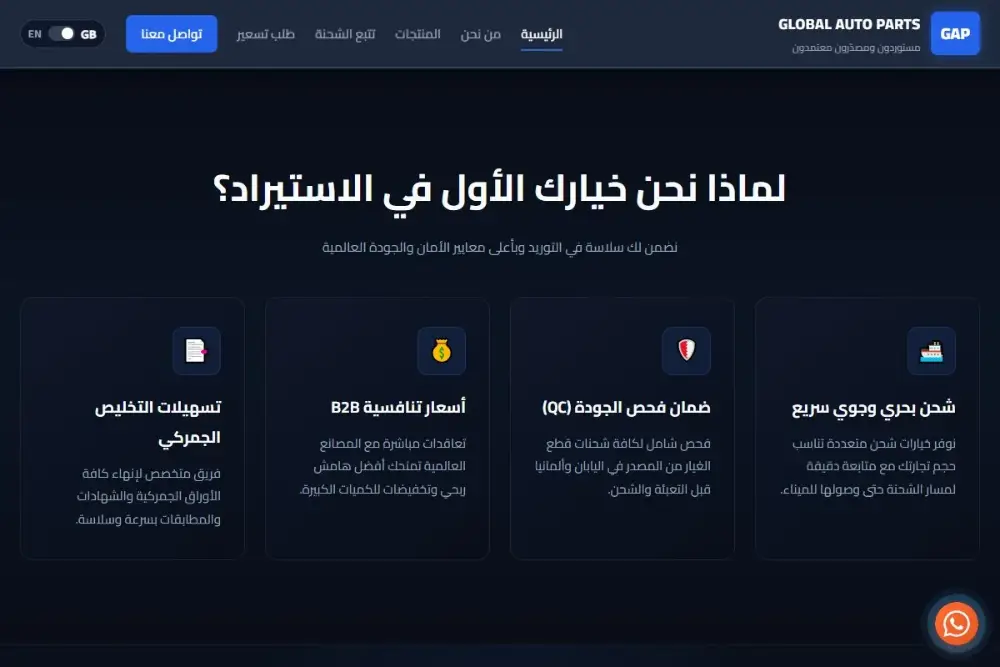 GAP
GLOBAL AUTO PARTS
مستوردون ومصدّرون معتمدون
الرئيسية
من نحن
المنتجات
تتبع الشحنة
طلب تسعير
تواصل معنا
GB
EN
لماذا نحن خيارك الأول في الاستيراد؟
نضمن لك سلاسة في التوريد وبأعلى معايير الأمان والجودة العالمية
شحن بحري وجوي سريع
نوفر خيارات شحن متعددة تناسب
حجم تجارتك مع متابعة دقيقة
لمسار الشحنة حتى وصولها للميناء.
ضمان فحص الجودة (QC)
فحص شامل لكافة شحنات قطع
الغيار من المصدر في اليابان وألمانيا
قبل التعبئة والشحن.
أسعار تنافسية B2B
تعاقدات مباشرة مع المصانع
العالمية تمنحك أفضل هامش
ربحي وتخفيضات للكميات الكبيرة.
تسهيلات التخليص
الجمركي
فريق متخصص لإنهاء كافة
الأوراق الجمركية والشهادات
والمطابقات بسرعة وسلاسة.